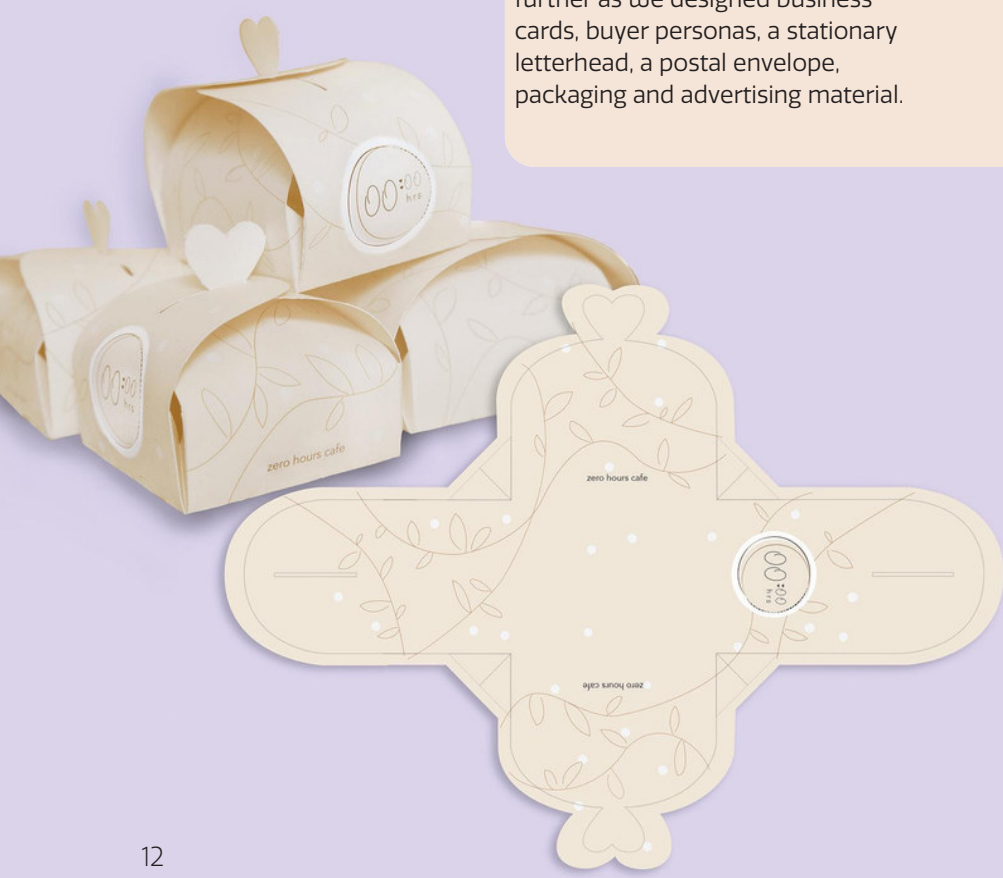 further as we designed business
cards, buyer personas, a stationary
letterhead, a postal envelope,
packaging and advertising material.
00:00
hrs
00:00
hrs
zero hours cafe
zero hours cafe
00:00
hrs
zero hours cafe
12